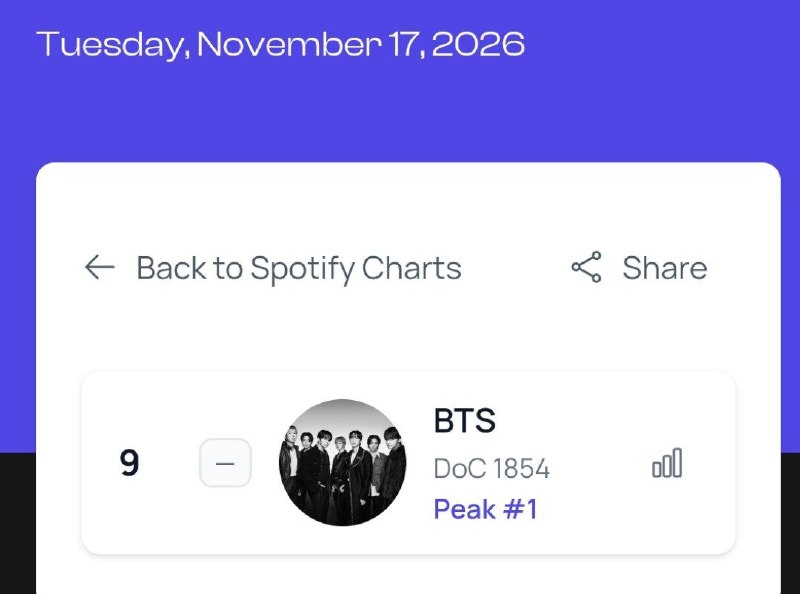 Tuesday, November 17, 2026
Back to Spotify Charts
Share
9
BTS
DoC 1854
Peak #1